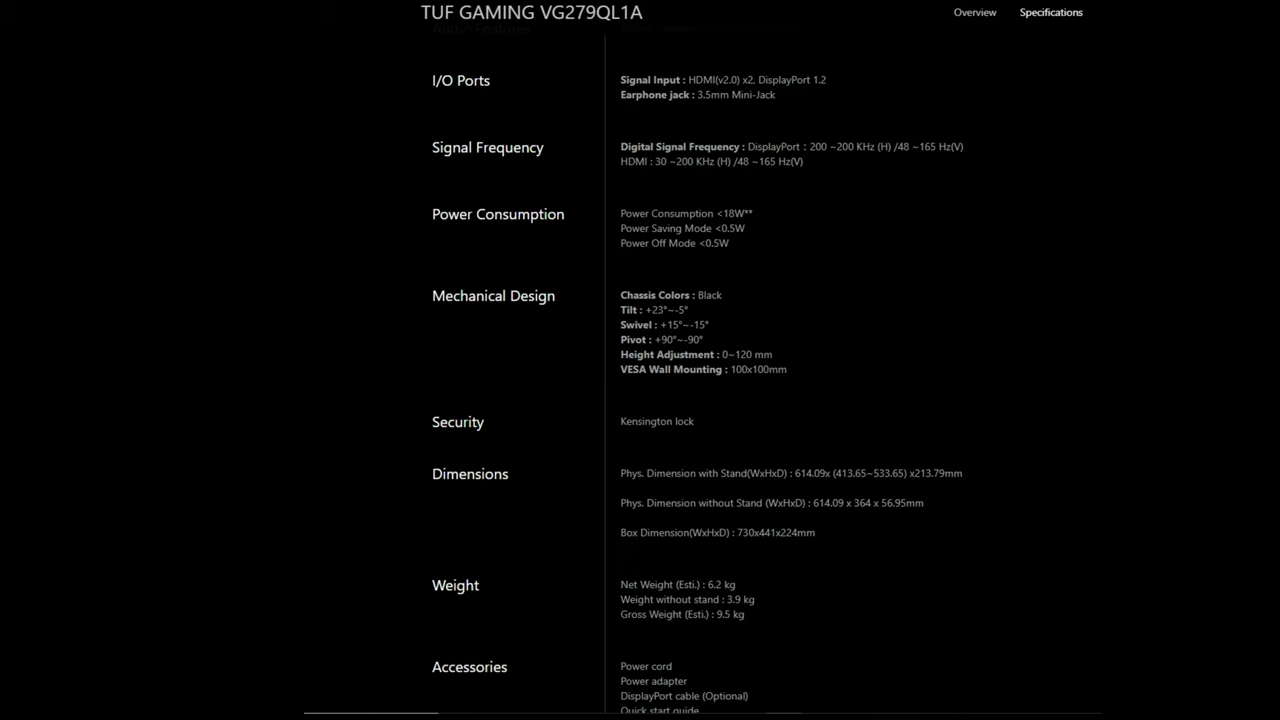 TUF GAMING VG279QL1A
Overview
Specifications
I/O Ports
Signal Input : HDMI(v2.0) x2, DisplayPort 1.2
Earphone jack : 3.5mm Mini-Jack
Signal Frequency
Digital Signal Frequency : DisplayPort : 200 ~200 KHz (H) /48 ~165 Hz(V)
HDMI : 30 ~200 KHz (H) /48 ~165 Hz(V)
Power Consumption
Power Consumption <18W**
Power Saving Mode <0.5W
Power Off Mode <0.5W
Mechanical Design
Chassis Colors : Black
Tilt : +23°~-5°
Swivel : +15°~-15°
Pivot : +90°~-90°
Height Adjustment : 0~120 mm
VESA Wall Mounting : 100x100mm
Security
Kensington lock
Dimensions
Phys. Dimension with Stand(WxHxD) : 614.09x (413.65~533.65) x213.79mm
Phys. Dimension without Stand (WxHxD) : 614.09 x 364 x 56.95mm
Box Dimension(WxHxD) : 730x441x224mm
Weight
Net Weight (Esti.) : 6.2 kg
Weight without stand : 3.9 kg
Gross Weight (Esti.) : 9.5 kg
Accessories
Power cord
Power adapter
DisplayPort cable (Optional)
Quick start guide